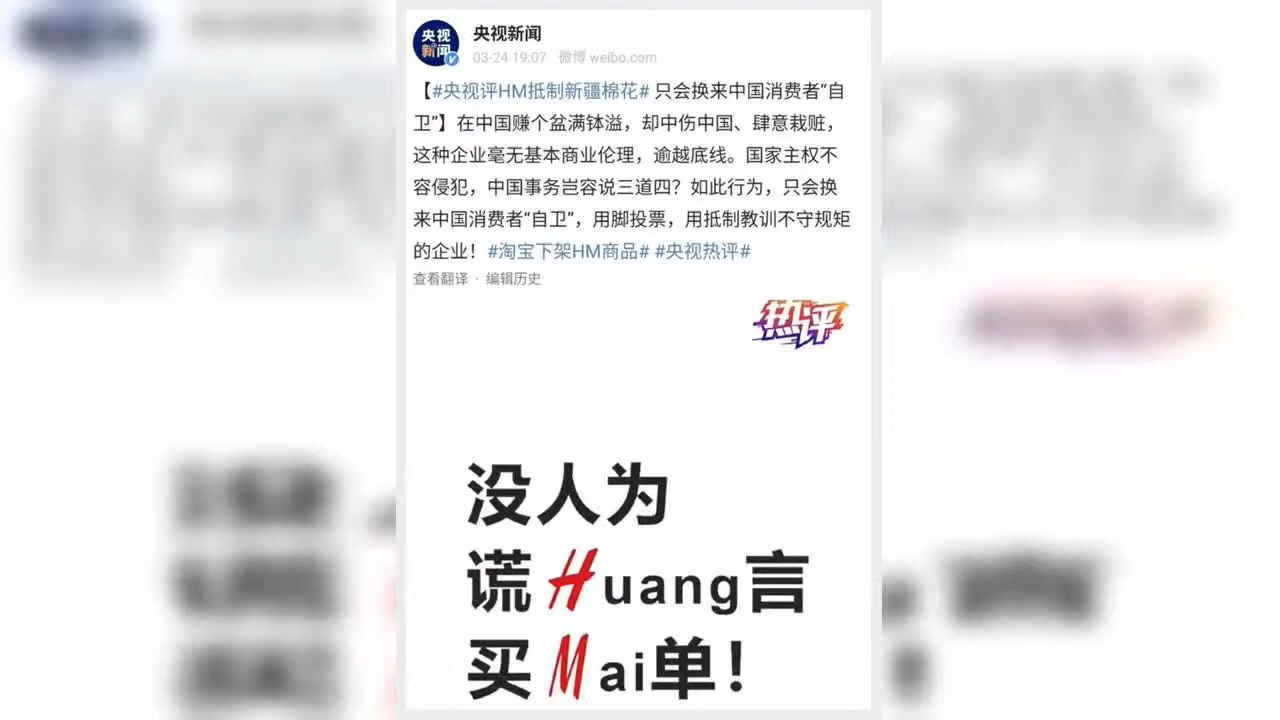 央视新闻
央视
新闻
03-24 19:07 微博 weibo.com
【#央视评HM抵制新疆棉花# 只会换来中国消费者“自
卫”】在中国赚个盆满钵溢，却中伤中国、肆意栽赃，
这种企业毫无基本商业伦理，逾越底线。国家主权不
容侵犯，中国事务岂容说三道四？如此行为，只会换
来中国消费者“自卫”，用脚投票，用抵制教训不守规矩
的企业！#淘宝下架HM商品# #央视热评#
查看翻译 · 编辑历史
热评
没人为
谎Huang言
买Mai单！